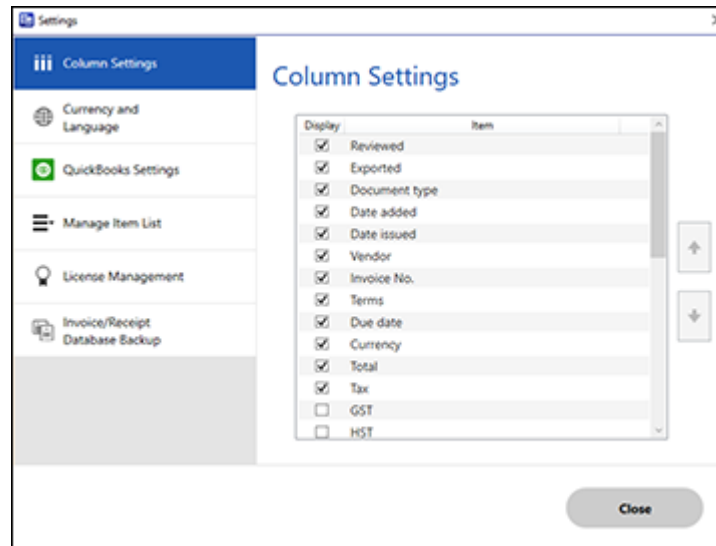 Settings
Column Settings
Currency and
Language
QuickBooks Settings
Manage Item List
License Management
Invoice/Receipt
Database Backup
Column Settings
Display Item
Reviewed
Exported
Document type
Date added
Date issued
Vendor
Invoice No.
Terms
Due date
Currency
Total
Tax
GST
HST
Close